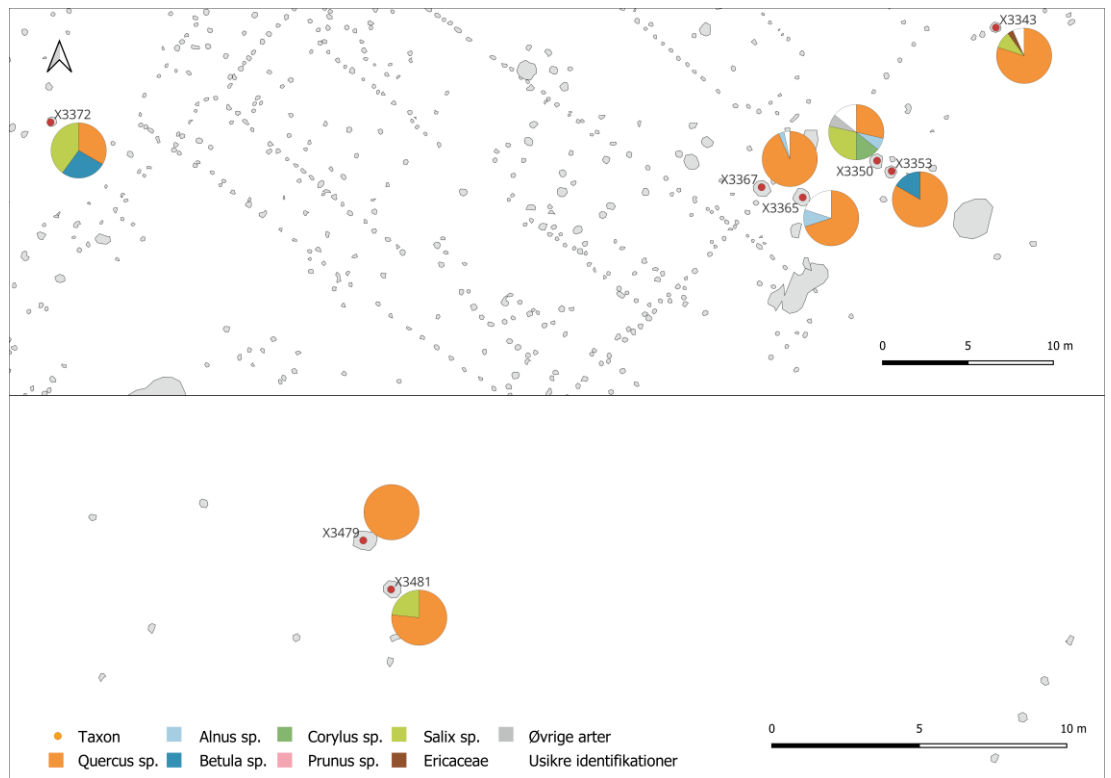 X3343
X3372
X3350
X3353
X3367
X3365
0 5 10 m
X3479
X3481
Taxon Alnus sp. Corylus sp. Salix sp. Øvrige arter
Quercus sp. Betula sp. Prunus sp. Ericaceae Usikre identifikationer
0 5 10 m